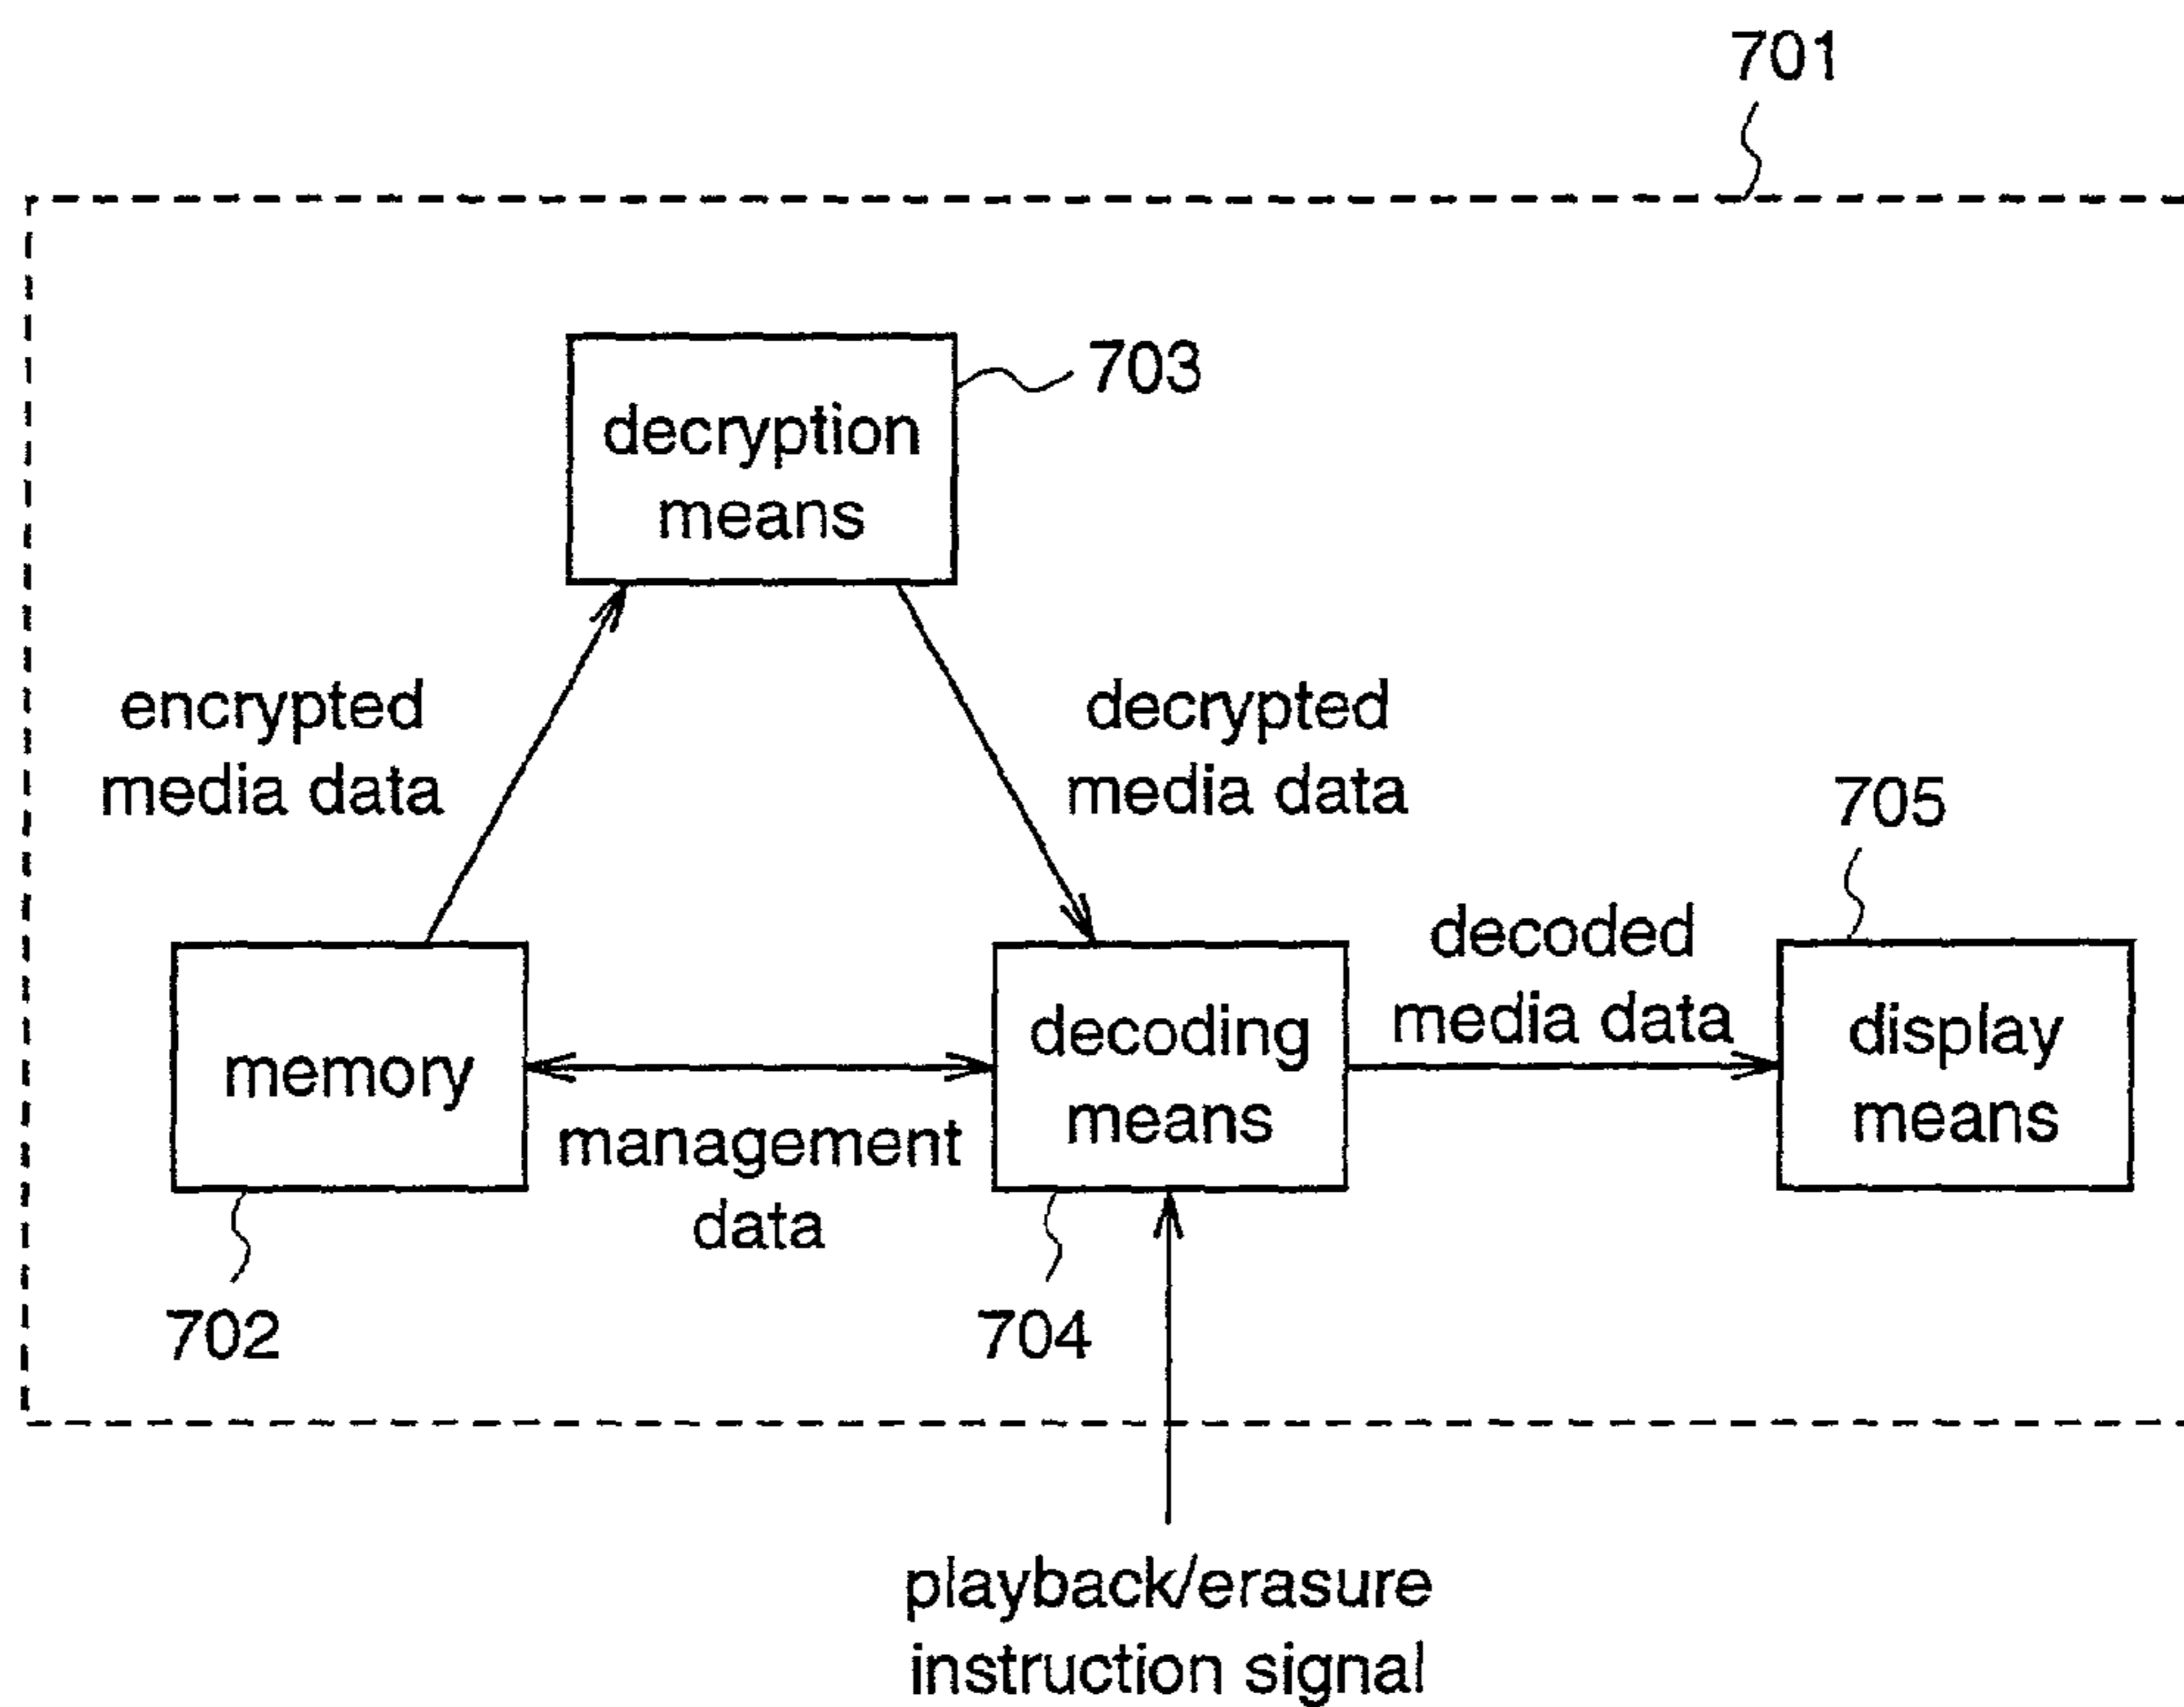 701
703
decryption
means
encrypted
media data
decrypted
media data
705
decoded
media data
memory
decoding
means
display
means
management
data
702
704
playback/erasure
instruction signal